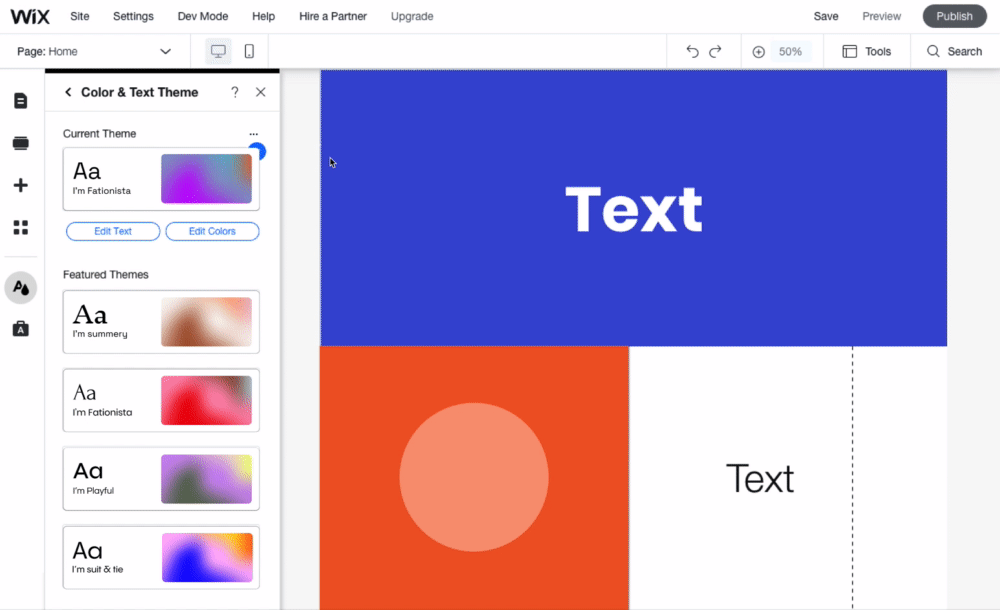 WiX Site Settings Dev Mode Help Hire a Partner Upgrade Save Preview Publish
Page: Home 50% Tools Search
Color & Text Theme ?
Current Theme ...
Aa
I'm Fationista
Edit Text Edit Colors
Featured Themes
Aa
I'm summery
Aa
I'm Fationista
Aa
I'm Playful
Aa
I'm suit & tie
A
Text
Text